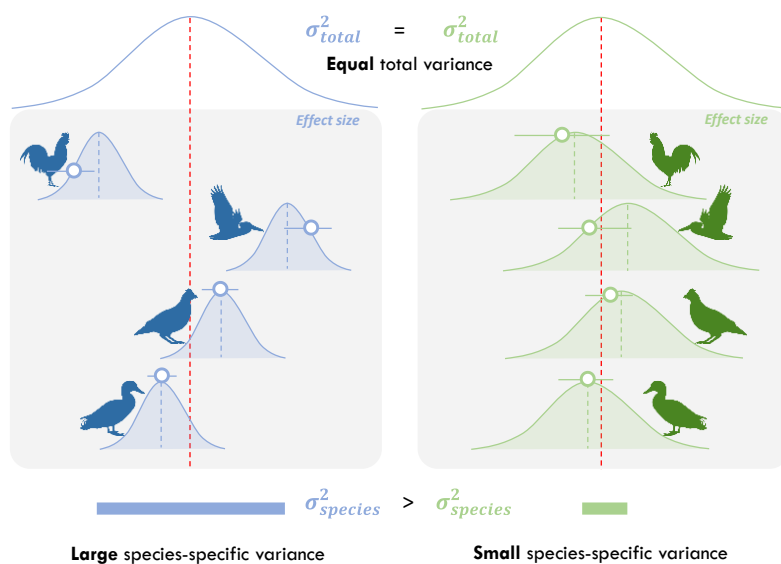 σ²total = σ²total
Equal total variance
Effect size
Effect size
σ²species > σ²species
Large species-specific variance
Small species-specific variance